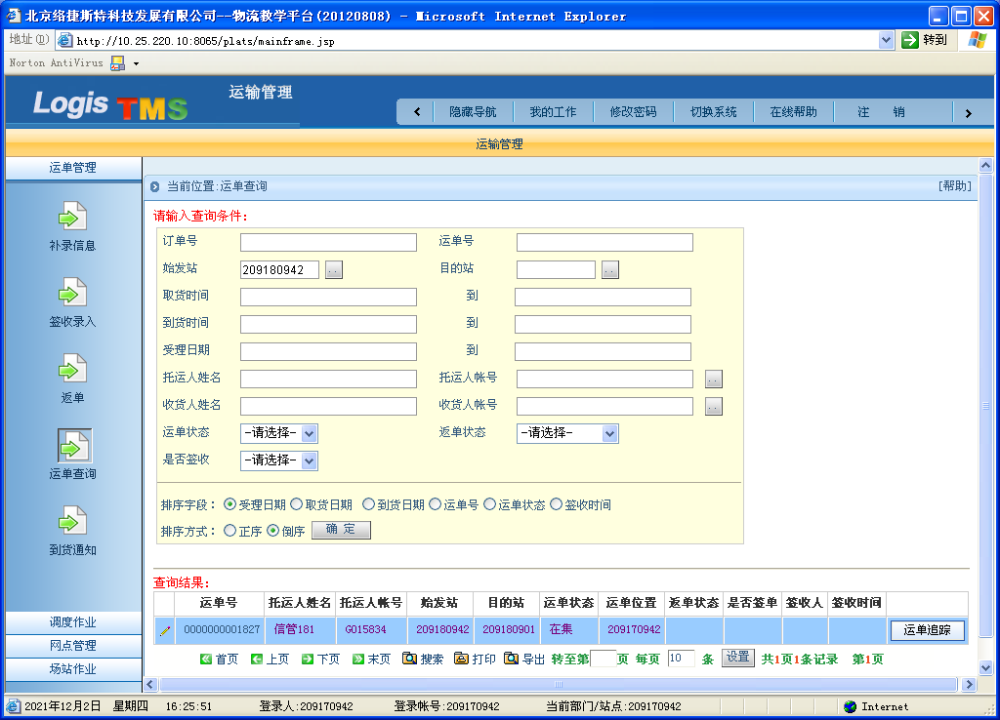 北京络捷斯特科技发展有限公司--物流教学平台(20120808) - Microsoft Internet Explorer
地址(D) http://10.25.220.10:8065/plats/mainframe.jsp 转到
Norton AntiVirus
Logis TMS 运输管理
隐藏导航 我的工作 修改密码 切换系统 在线帮助 注 销
运输管理
运单管理
当前位置:运单查询 [帮助]
补录信息
签收录入
返单
运单查询
到货通知
调度作业
网点管理
场站作业
请输入查询条件:
订单号 运单号
始发站 209180942 .. 目的站 ..
取货时间 到
到货时间 到
受理日期 到
托运人姓名 托运人帐号 ..
收货人姓名 收货人帐号 ..
运单状态 -请选择- 返单状态 -请选择-
是否签收 -请选择-
排序字段: 受理日期 取货日期 到货日期 运单号 运单状态 签收时间
排序方式: 正序 倒序 确 定
查询结果:
运单号 托运人姓名 托运人帐号 始发站 目的站 运单状态 运单位置 返单状态 是否签单 签收人 签收时间
0000000001827 信管181 G015834 209180942 209180901 在集 209170942 运单追踪
首页 上页 下页 末页 搜索 打印 导出 转至第 页 每页 10 条 设置 共1页1条记录 第1页
2021年12月2日 星期四 16:25:51 登录人:209170942 登录帐号:209170942 当前部门/站点:209170942 Internet